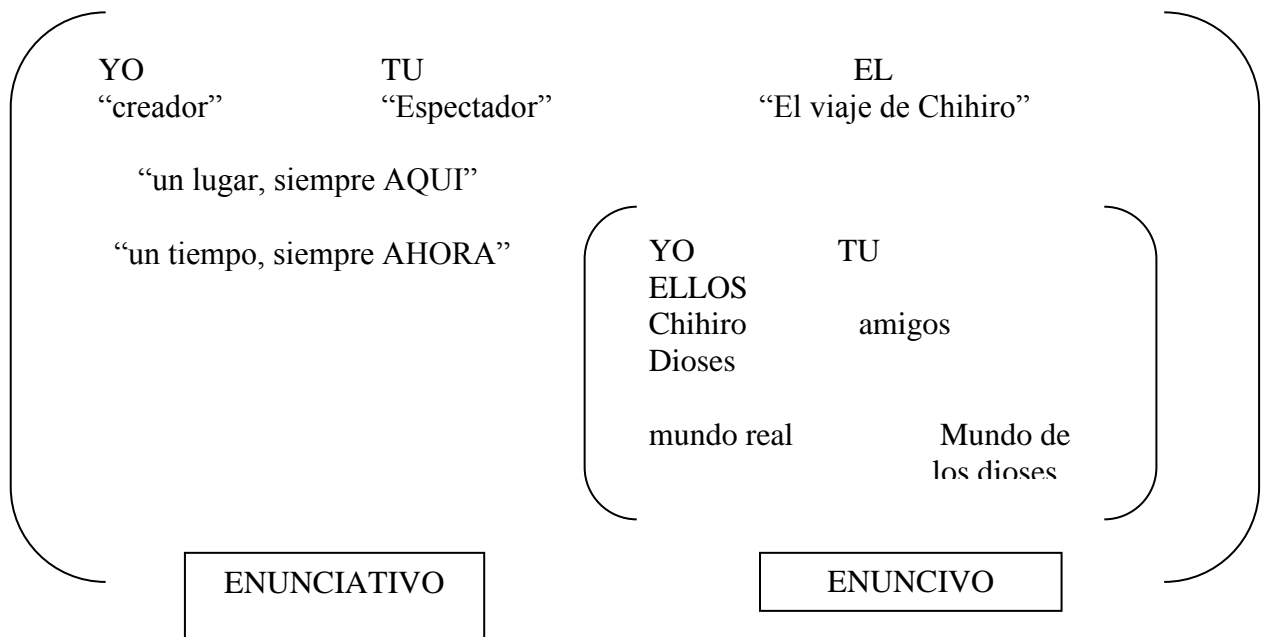 YO TU EL
“creador” “Espectador” “El viaje de Chihiro”
“un lugar, siempre AQUI”
“un tiempo, siempre AHORA”
YO TU
ELLOS
Chihiro amigos
Dioses
mundo real Mundo de
los dioses
ENUNCIATIVO ENUNCIVO